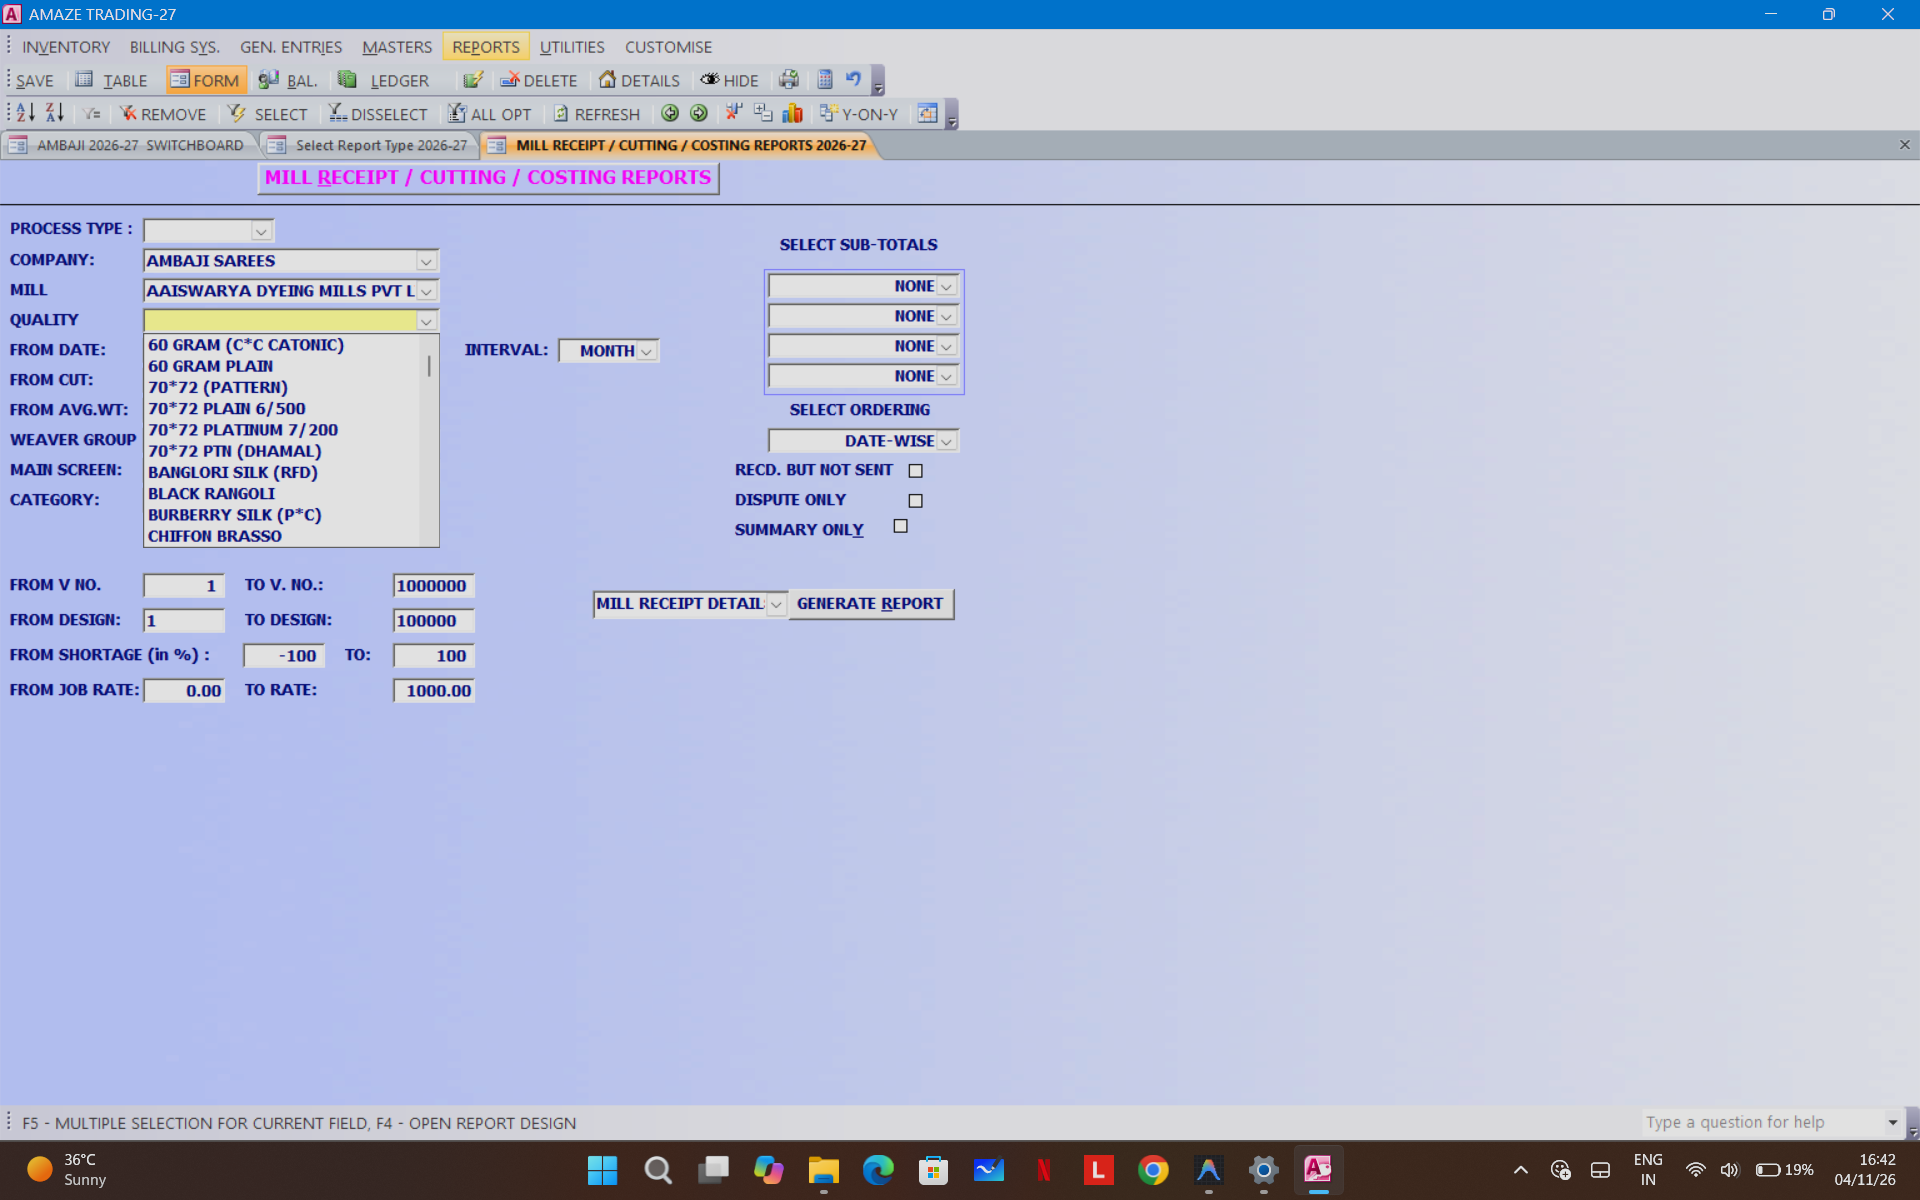 AMAZE TRADING-27
INVENTORY BILLING SYS. GEN. ENTRIES MASTERS REPORTS UTILITIES CUSTOMISE
SAVE TABLE FORM BAL. LEDGER DELETE DETAILS HIDE
REMOVE SELECT DISSELECT ALL OPT REFRESH Y-ON-Y
AMBAJI 2026-27 SWITCHBOARD Select Report Type 2026-27 MILL RECEIPT / CUTTING / COSTING REPORTS 2026-27
MILL RECEIPT / CUTTING / COSTING REPORTS
PROCESS TYPE :
COMPANY: AMBAJI SAREES
MILL AAISWARYA DYEING MILLS PVT L
QUALITY
FROM DATE:
FROM CUT:
FROM AVG.WT:
WEAVER GROUP
MAIN SCREEN:
CATEGORY:
60 GRAM (C*C CATONIC)
60 GRAM PLAIN
70*72 (PATTERN)
70*72 PLAIN 6/500
70*72 PLATINUM 7/200
70*72 PTN (DHAMAL)
BANGLORI SILK (RFD)
BLACK RANGOLI
BURBERRY SILK (P*C)
CHIFFON BRASSO
INTERVAL: MONTH
SELECT SUB-TOTALS
NONE
NONE
NONE
NONE
SELECT ORDERING
DATE-WISE
RECD. BUT NOT SENT
DISPUTE ONLY
SUMMARY ONLY
FROM V NO. 1 TO V. NO.: 1000000
FROM DESIGN: 1 TO DESIGN: 100000
FROM SHORTAGE (in %) : -100 TO: 100
FROM JOB RATE: 0.00 TO RATE: 1000.00
MILL RECEIPT DETAIL GENERATE REPORT
F5 - MULTIPLE SELECTION FOR CURRENT FIELD, F4 - OPEN REPORT DESIGN
Type a question for help
36°C
Sunny
ENG
IN
19%
16:42
04/11/26